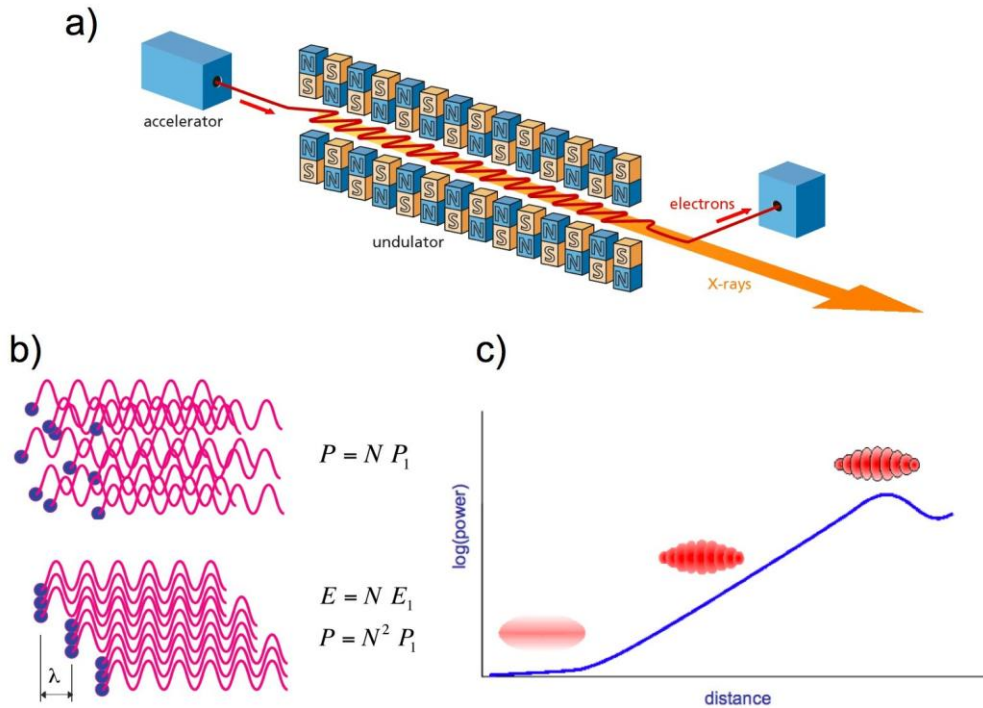 a)
N S N S N S N S N S N S N S
S N S N S N S N S N S N S N
accelerator
N S N S N S N S N S N S N S
S N S N S N S N S N S N S N
electrons
undulator
X-rays
b)
P = N P₁
E = N E₁
P = N² P₁
λ
c)
log(power)
distance